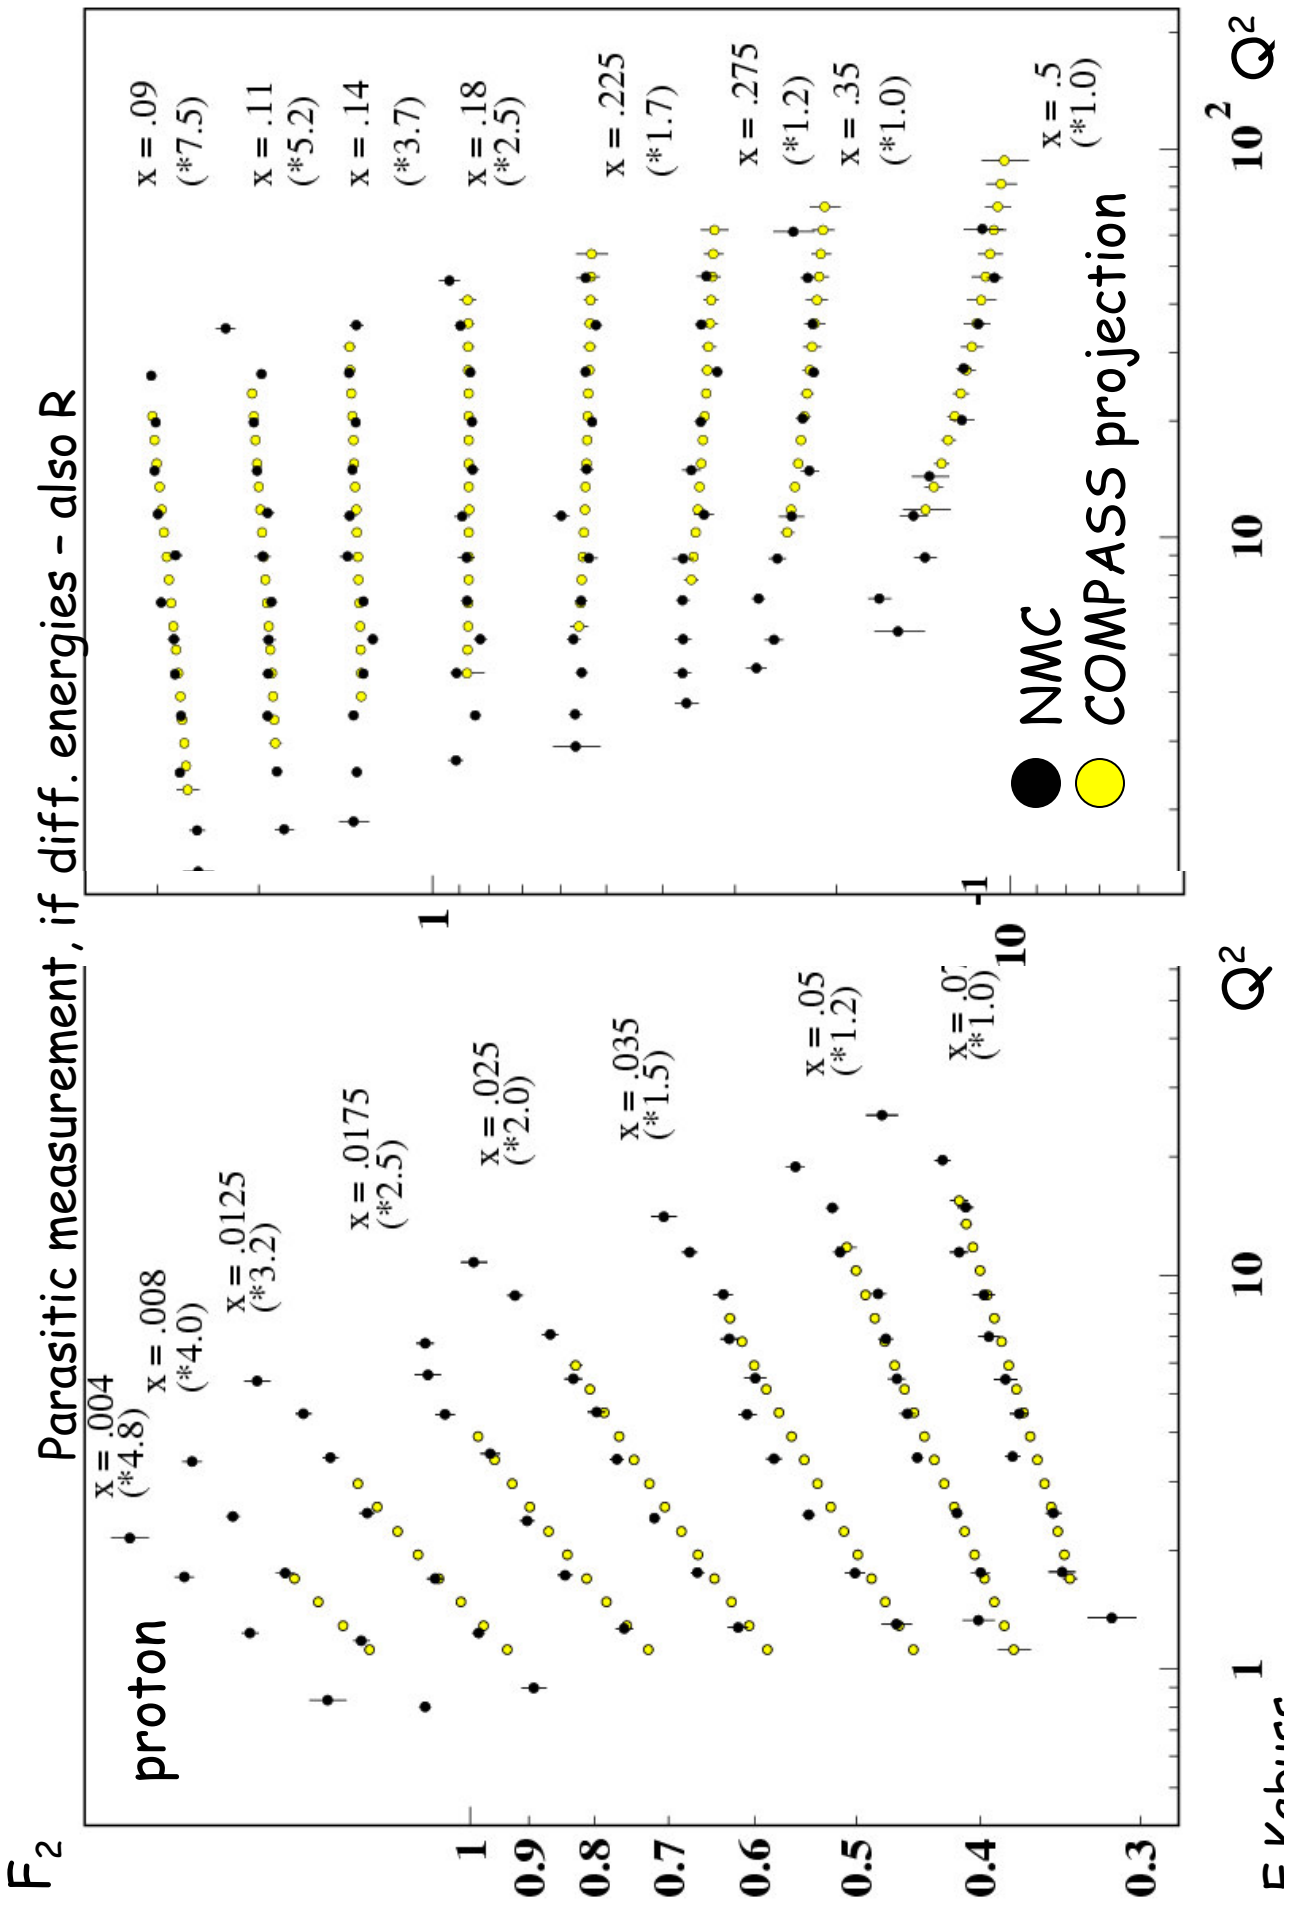 Parasitic measurement, if diff. energies - also R
F2
proton
x = .004
(*4.8)
x = .008
(*4.0)
x = .0125
(*3.2)
x = .0175
(*2.5)
x = .025
(*2.0)
x = .035
(*1.5)
x = .05
(*1.2)
x = .07
(*1.0)
1
0.9
0.8
0.7
0.6
0.5
0.4
0.3
1
10
Q2
x = .09
(*7.5)
x = .11
(*5.2)
x = .14
(*3.7)
x = .18
(*2.5)
x = .225
(*1.7)
x = .275
(*1.2)
x = .35
(*1.0)
x = .5
(*1.0)
NMC
COMPASS projection
1
10-1
10
102
Q2